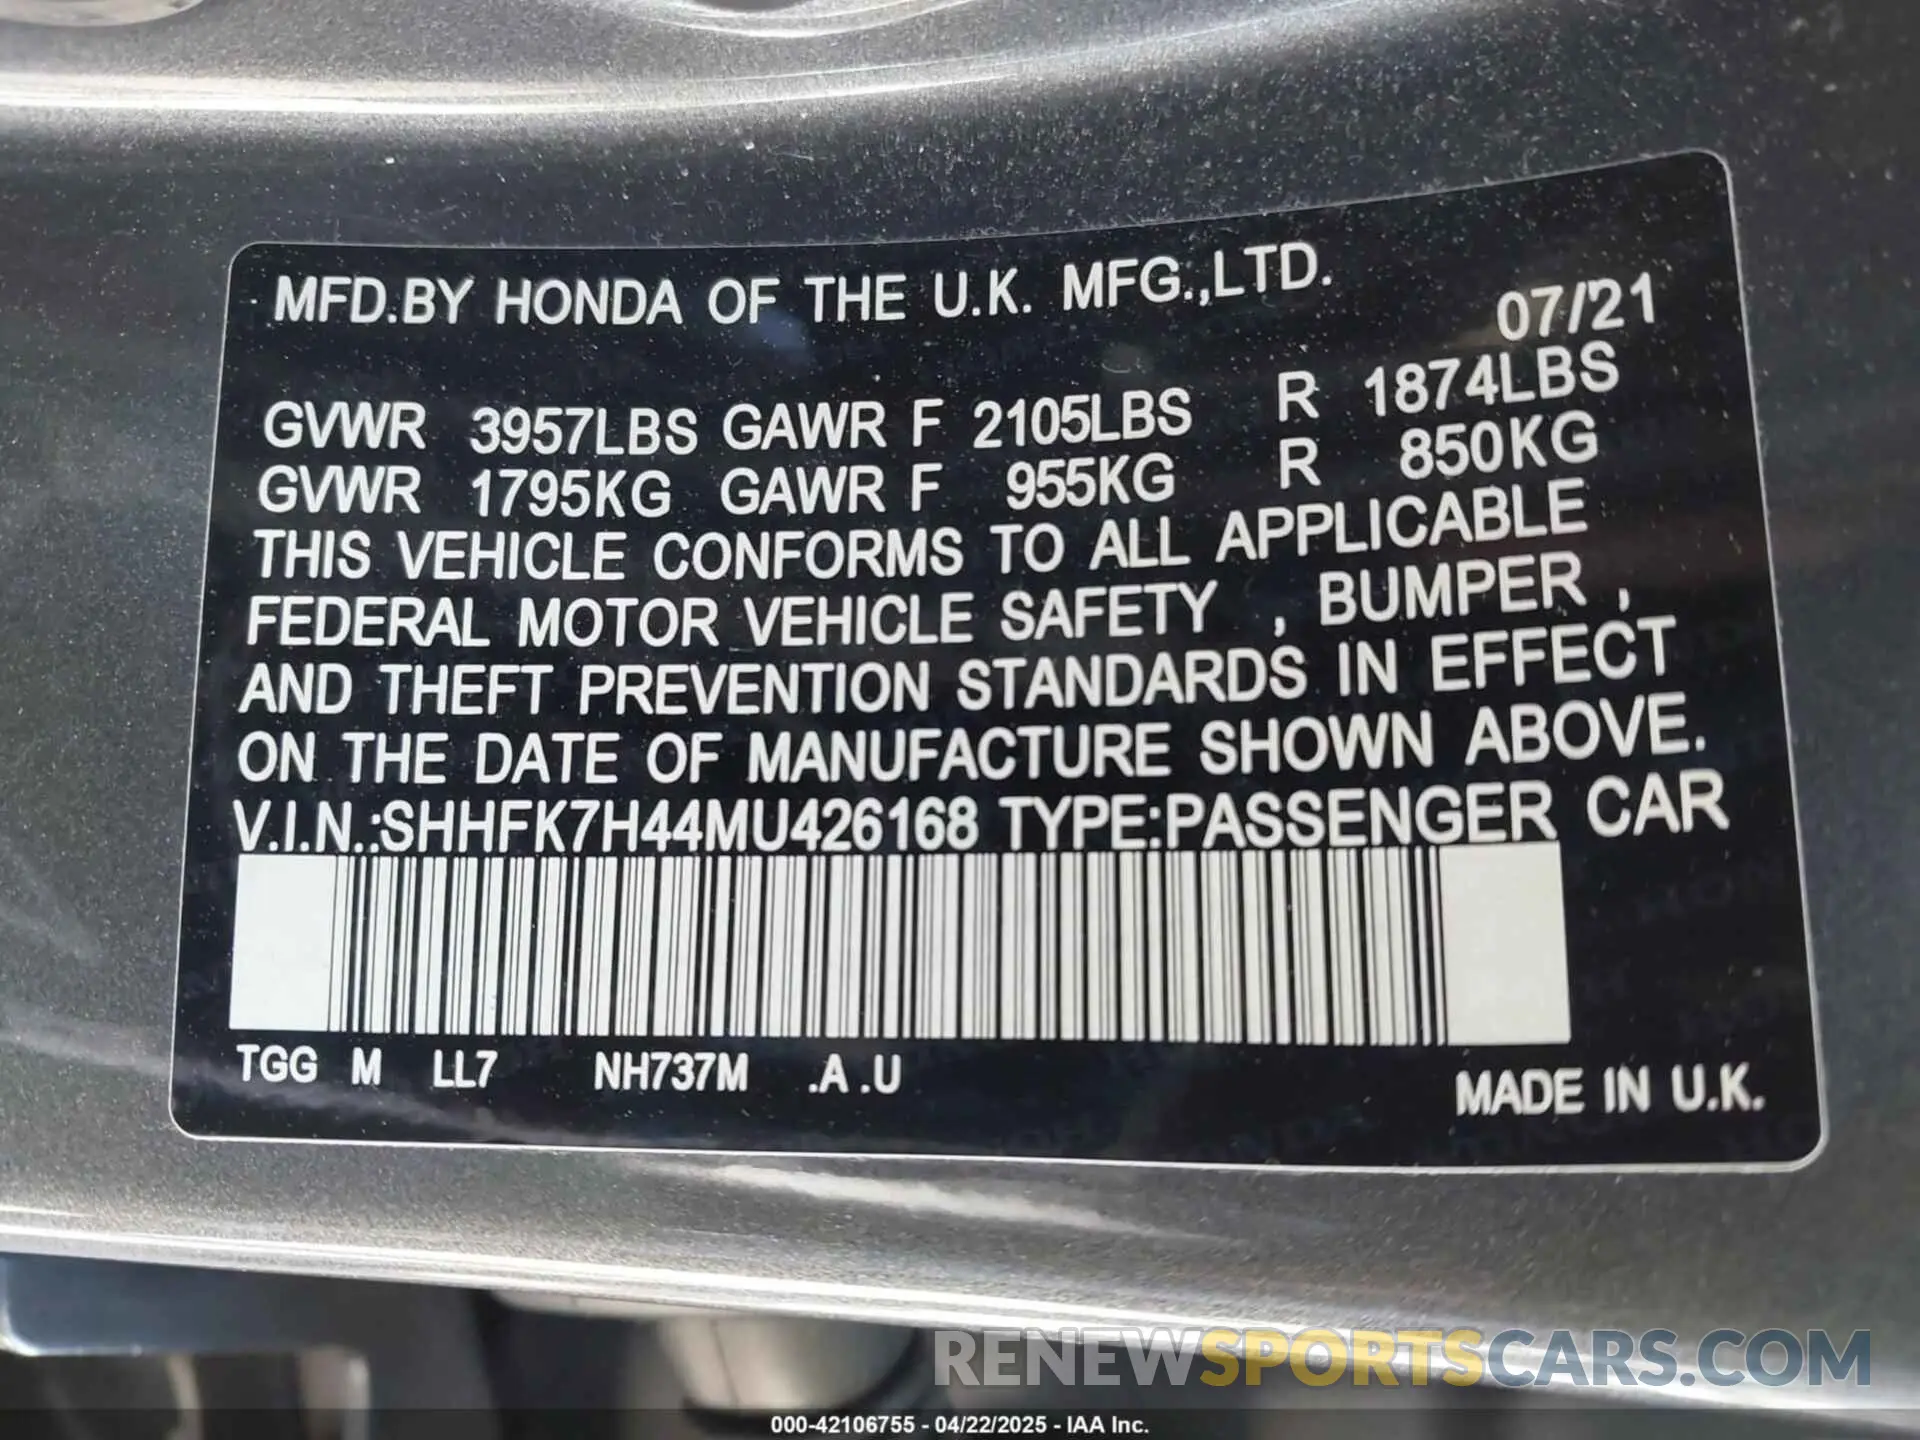 MFD.BY HONDA OF THE U.K. MFG.,LTD.
07/'21
GVWR 3957LBS GAWR F 2105LBS R 1874LBS
GVWR 1795KG GAWR F 955KG R 850KG
THIS VEHICLE CONFORMS TO ALL APPLICABLE
FEDERAL MOTOR VEHICLE SAFETY , BUMPER ,
AND THEFT PREVENTION STANDARDS IN EFFECT
ON THE DATE OF MANUFACTURE SHOWN ABOVE.
V.I.N.:SHHFK7H44MU426168 TYPE:PASSENGER CAR
TGG M LL7 NH737M .A .U
MADE IN U.K.
RENEWSPORTSCARS.COM
000-42106755 - 04/22/2025 - IAA Inc.